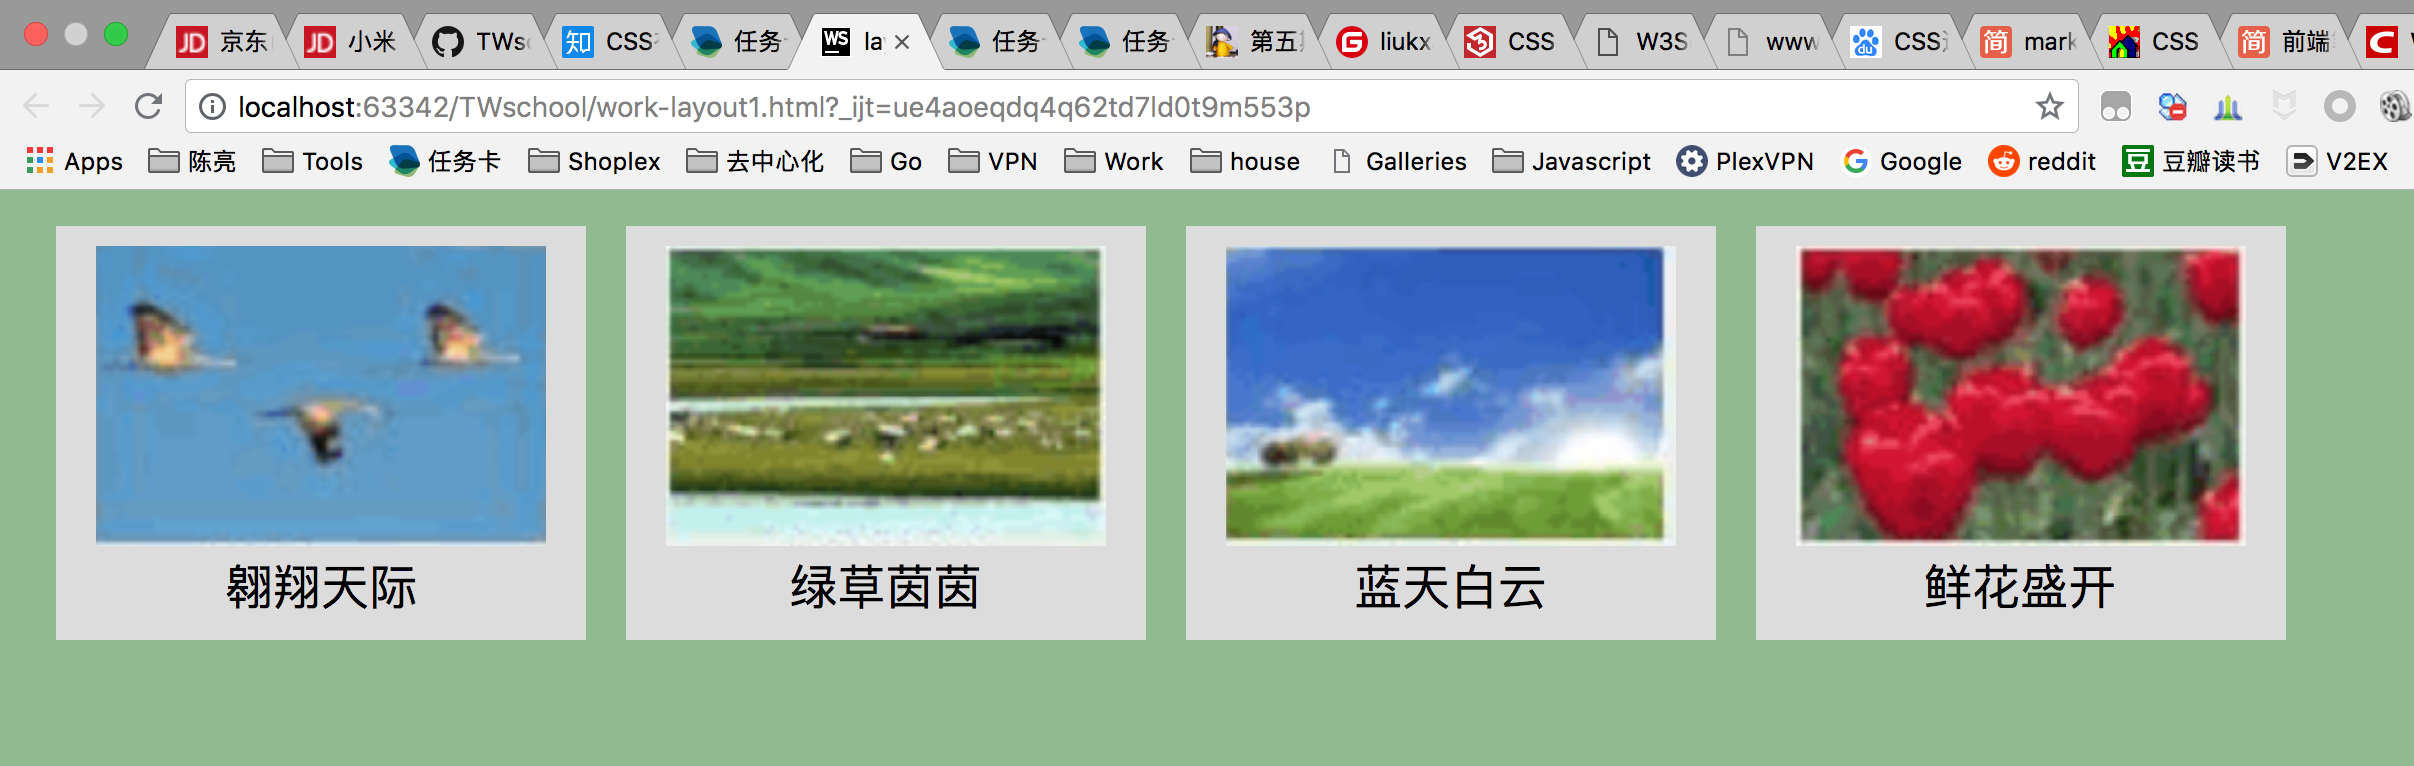 京东 小米 TWs CSS 任务 la 任务 任务 第五 liukx CSS W3S www CSS mark CSS 前端
localhost:63342/TWschool/work-layout1.html?_ijt=ue4aoeqdq4q62td7ld0t9m553p
Apps 陈亮 Tools 任务卡 Shoplex 去中心化 Go VPN Work house Galleries Javascript PlexVPN Google reddit 豆瓣读书 V2EX
翱翔天际 绿草茵茵 蓝天白云 鲜花盛开